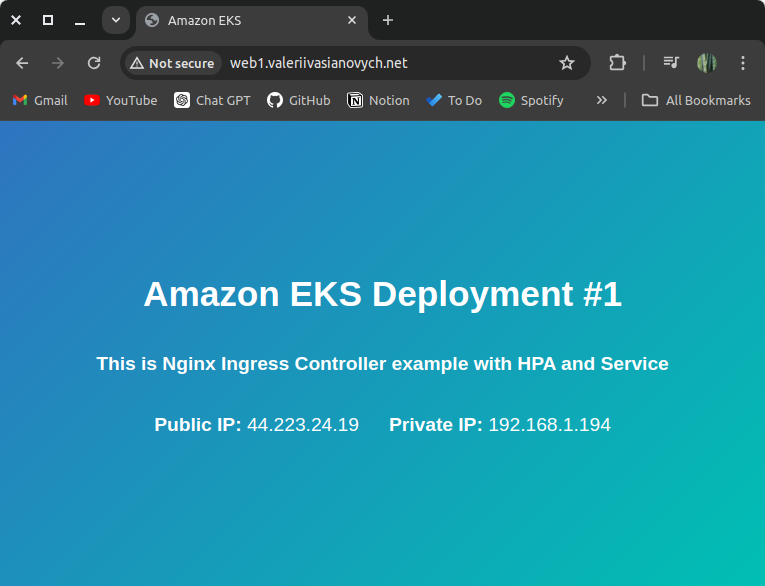 Amazon EKS
Not secure web1.valeriivasianovych.net
Gmail YouTube Chat GPT GitHub Notion To Do Spotify All Bookmarks
Amazon EKS Deployment #1
This is Nginx Ingress Controller example with HPA and Service
Public IP: 44.223.24.19 Private IP: 192.168.1.194